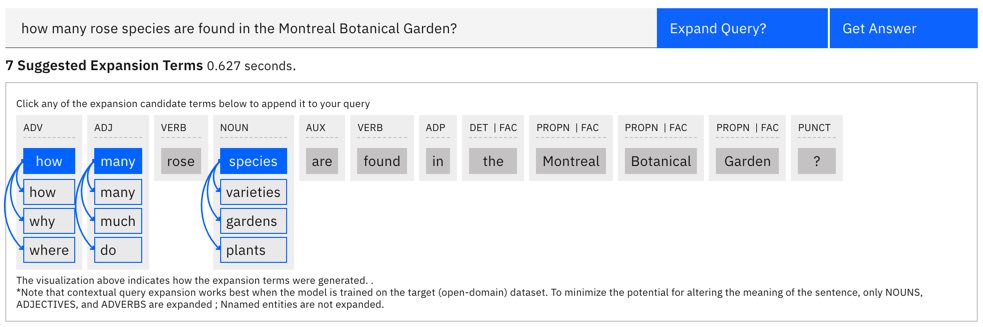 how many rose species are found in the Montreal Botanical Garden? Expand Query? Get Answer
7 Suggested Expansion Terms 0.627 seconds.
Click any of the expansion candidate terms below to append it to your query
ADV ADJ VERB NOUN AUX VERB ADP DET | FAC PROPN | FAC PROPN | FAC PROPN | FAC PUNCT
how many rose species are found in the Montreal Botanical Garden ?
how many varieties
why much gardens
where do plants
The visualization above indicates how the expansion terms were generated. .
*Note that contextual query expansion works best when the model is trained on the target (open-domain) dataset. To minimize the potential for altering the meaning of the sentence, only NOUNS,
ADJECTIVES, and ADVERBS are expanded ; Nnamed entities are not expanded.